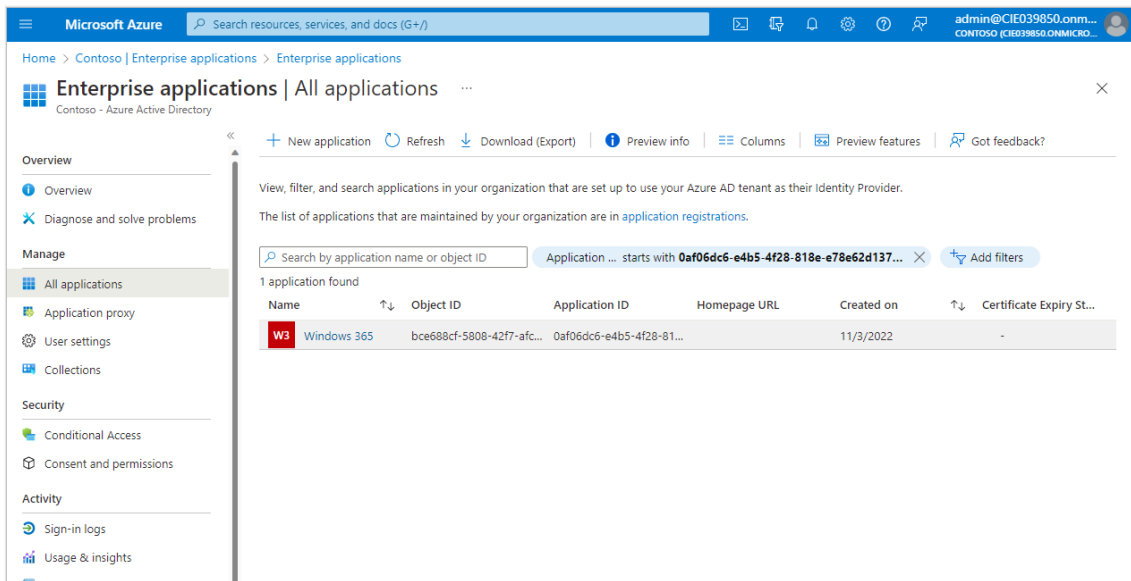 Microsoft Azure
Search resources, services, and docs (G+/)
admin@CIE039850.onm...
CONTOSO (CIE039850.ONMICRO...
Home > Contoso | Enterprise applications > Enterprise applications
Enterprise applications | All applications ...
Contoso - Azure Active Directory
«
Overview
Overview
Diagnose and solve problems
Manage
All applications
Application proxy
User settings
Collections
Security
Conditional Access
Consent and permissions
Activity
Sign-in logs
Usage & insights
New application Refresh Download (Export) Preview info Columns Preview features Got feedback?
View, filter, and search applications in your organization that are set up to use your Azure AD tenant as their Identity Provider.
The list of applications that are maintained by your organization are in application registrations.
Search by application name or object ID Application ... starts with 0af06dc6-e4b5-4f28-818e-e78e62d137... Add filters
1 application found
Name Object ID Application ID Homepage URL Created on Certificate Expiry St...
W3 Windows 365 bce688cf-5808-42f7-afc... 0af06dc6-e4b5-4f28-81... 11/3/2022 -